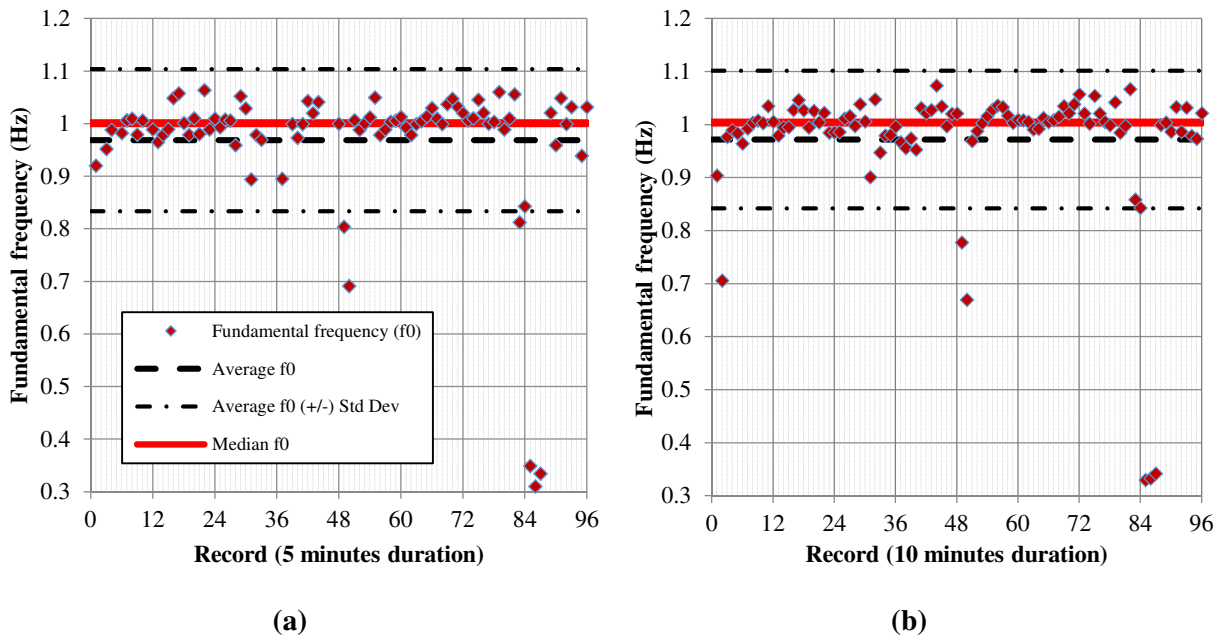 1.2
1.1
1
0.9
0.8
0.7
0.6
0.5
0.4
0.3
Fundamental frequency (Hz)
Fundamental frequency (f0)
Average f0
Average f0 (+/-) Std Dev
Median f0
0 12 24 36 48 60 72 84 96
Record (5 minutes duration)
(a)
1.2
1.1
1
0.9
0.8
0.7
0.6
0.5
0.4
0.3
Fundamental frequency (Hz)
0 12 24 36 48 60 72 84 96
Record (10 minutes duration)
(b)